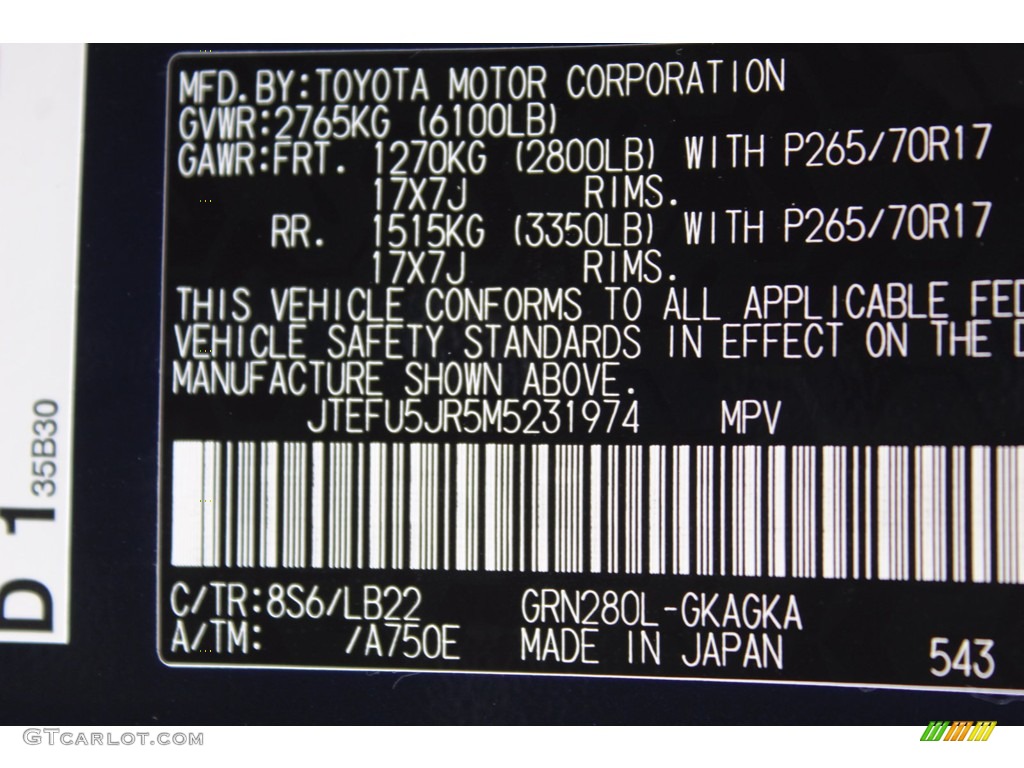 MFD.BY:TOYOTA MOTOR CORPORATION
GVWR:2765KG (6100LB)
GAWR:FRT. 1270KG (2800LB) WITH P265/70R17
17X7J RIMS.
RR. 1515KG (3350LB) WITH P265/70R17
17X7J RIMS.
THIS VEHICLE CONFORMS TO ALL APPLICABLE FED
VEHICLE SAFETY STANDARDS IN EFFECT ON THE D
MANUFACTURE SHOWN ABOVE.
JTEFU5JR5M5231974 MPV
C/TR:8S6/LB22 GRN280L-GKAGKA
A/TM: /A750E MADE IN JAPAN 543
D 1 35B30
GTCarlot.com